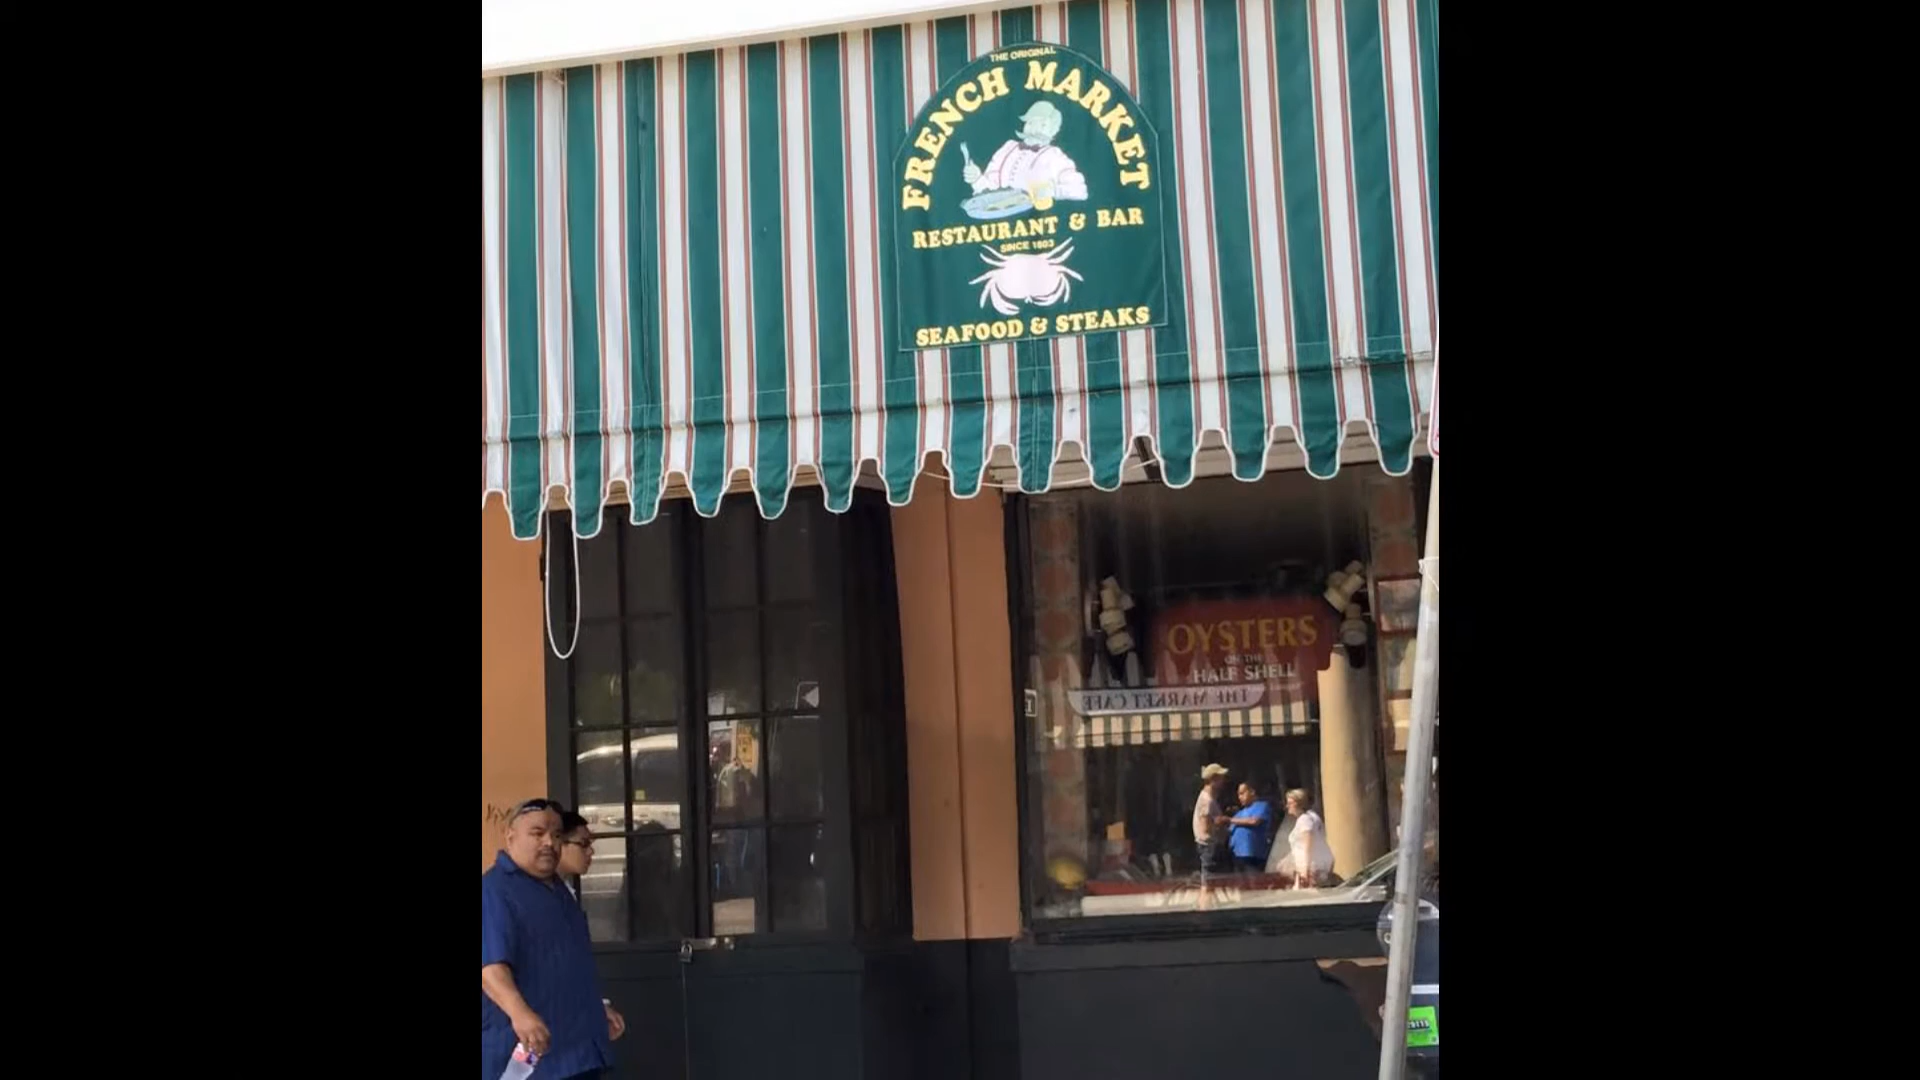 THE ORIGINAL
FRENCH MARKET
RESTAURANT & BAR
SINCE 1803
SEAFOOD & STEAKS
OYSTERS
ON THE
HALF SHELL
THE MARKET CAFE